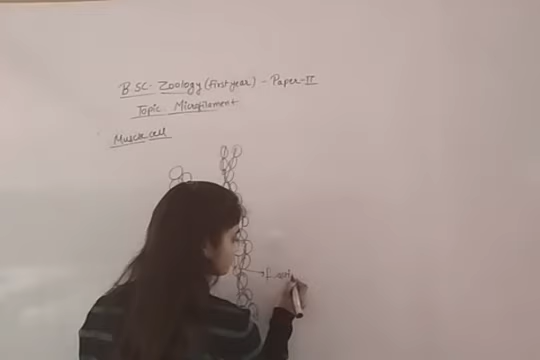 B.SC. Zoology (first year) - Paper-II
Topic Microfilament
Muscle cell